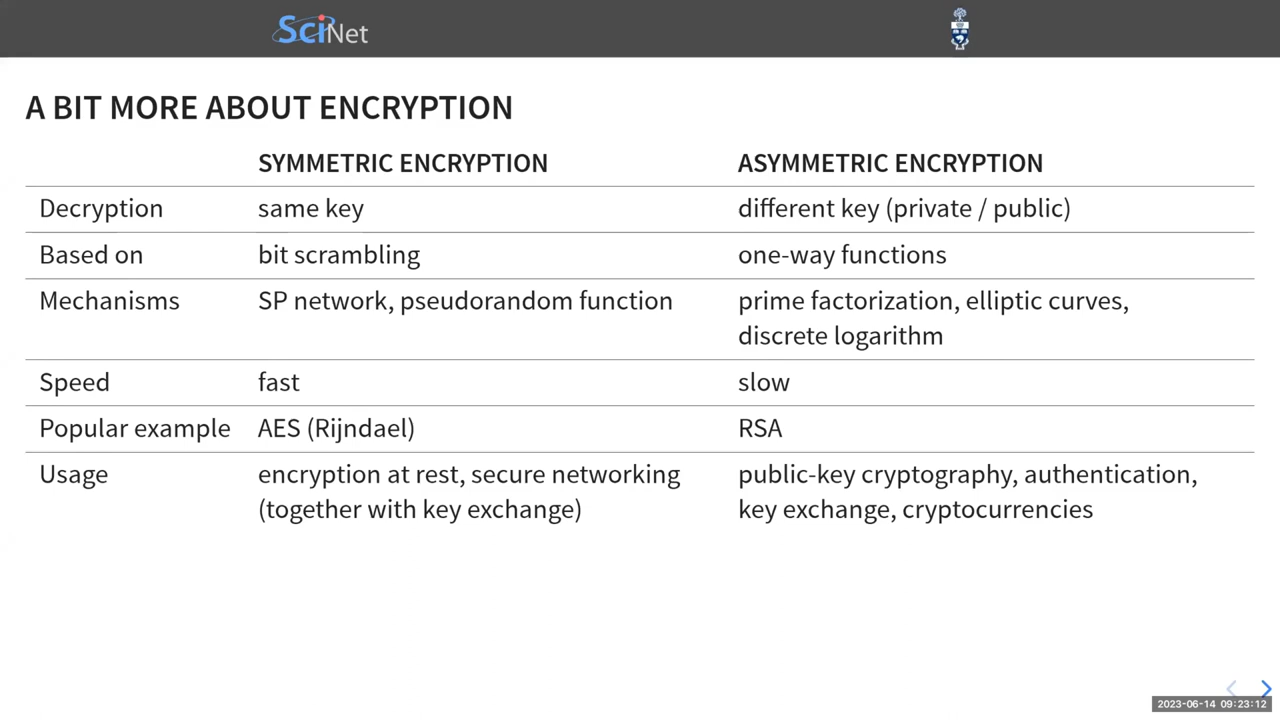 SciNet
A BIT MORE ABOUT ENCRYPTION
SYMMETRIC ENCRYPTION ASYMMETRIC ENCRYPTION
Decryption same key different key (private / public)
Based on bit scrambling one-way functions
Mechanisms SP network, pseudorandom function prime factorization, elliptic curves,
discrete logarithm
Speed fast slow
Popular example AES (Rijndael) RSA
Usage encryption at rest, secure networking public-key cryptography, authentication,
(together with key exchange) key exchange, cryptocurrencies
2023-06-14 09:23:12